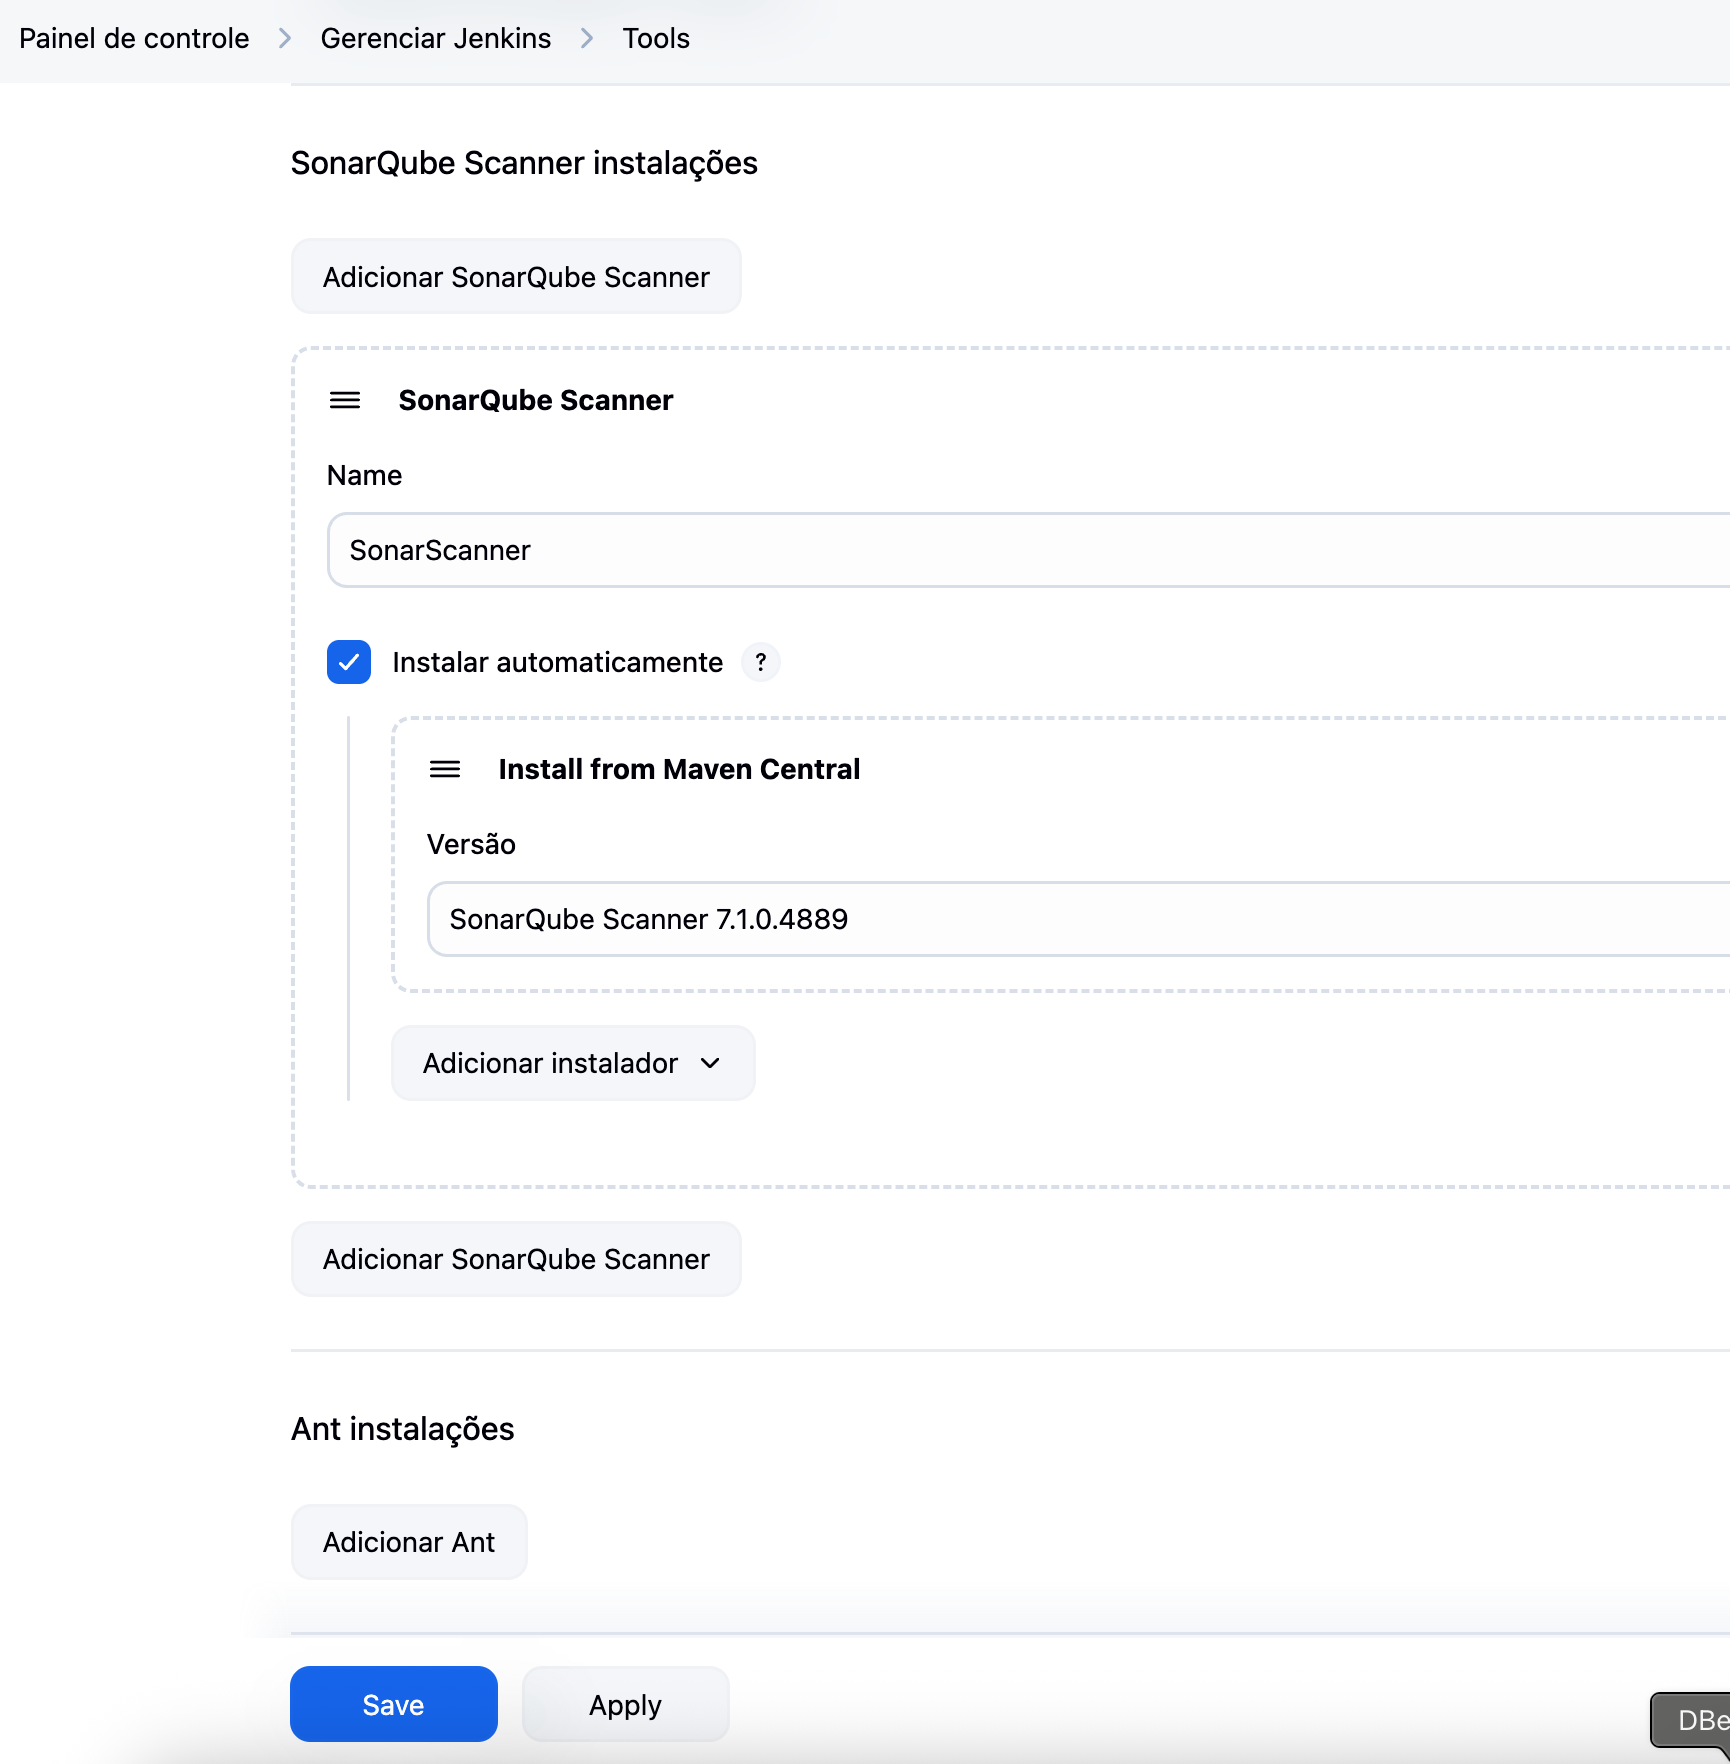 Painel de controle > Gerenciar Jenkins > Tools
SonarQube Scanner instalações
Adicionar SonarQube Scanner
SonarQube Scanner
Name
SonarScanner
Instalar automaticamente ?
Install from Maven Central
Versão
SonarQube Scanner 7.1.0.4889
Adicionar instalador
Adicionar SonarQube Scanner
Ant instalações
Adicionar Ant
Save Apply